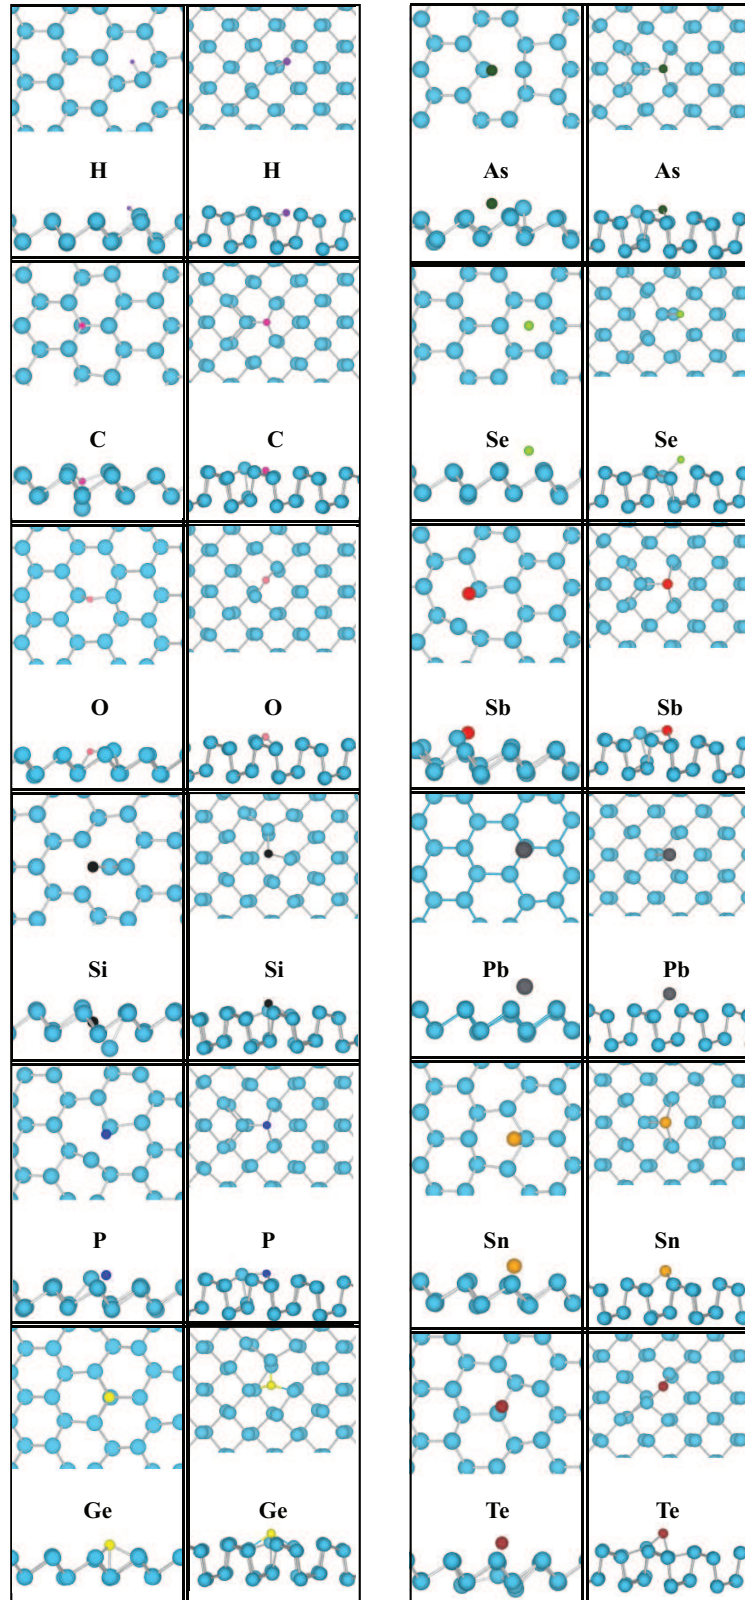 H H
As As
C C
Se Se
O O
Sb Sb
Si Si
Pb Pb
P P
Sn Sn
Ge Ge
Te Te